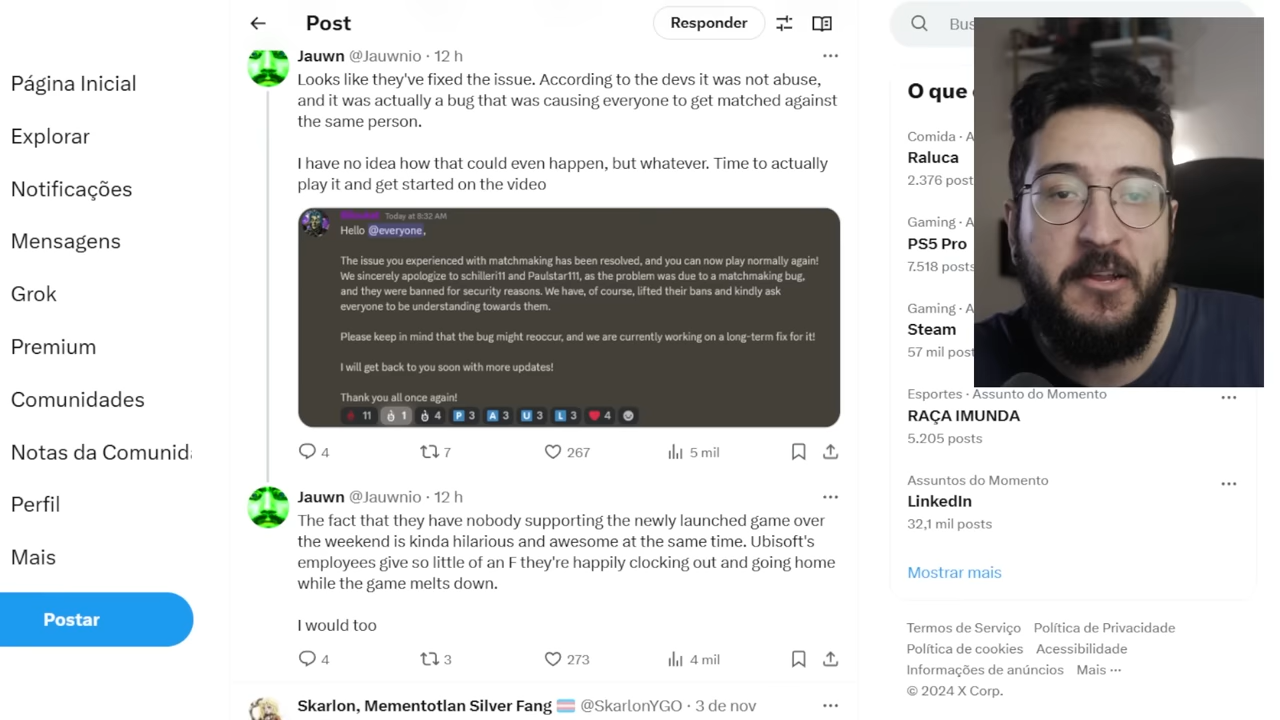 Página Inicial
Explorar
Notificações
Mensagens
Grok
Premium
Comunidades
Notas da Comunid
Perfil
Mais
Postar
Post
Responder
Jauwn @Jauwnio · 12 h
Looks like they've fixed the issue. According to the devs it was not abuse,
and it was actually a bug that was causing everyone to get matched against
the same person.
I have no idea how that could even happen, but whatever. Time to actually
play it and get started on the video
Today at 8:32 AM
Hello @everyone,
The issue you experienced with matchmaking has been resolved, and you can now play normally again!
We sincerely apologize to schilleri11 and Paulstar111, as the problem was due to a matchmaking bug,
and they were banned for security reasons. We have, of course, lifted their bans and kindly ask
everyone to be understanding towards them.
Please keep in mind that the bug might reoccur, and we are currently working on a long-term fix for it!
I will get back to you soon with more updates!
Thank you all once again!
11 1 4 P 3 A 3 U 3 L 3 4
4 7 267 5 mil
Jauwn @Jauwnio · 12 h
The fact that they have nobody supporting the newly launched game over
the weekend is kinda hilarious and awesome at the same time. Ubisoft's
employees give so little of an F they're happily clocking out and going home
while the game melts down.
I would too
4 3 273 4 mil
Skarlon, Mementotlan Silver Fang @SkarlonYGO · 3 de nov
Bus
O que
Comida · A
Raluca
2.376 post
Gaming · A
PS5 Pro
7.518 posts
Gaming · A
Steam
57 mil post
Esportes · Assunto do Momento
RAÇA IMUNDA
5.205 posts
Assuntos do Momento
LinkedIn
32,1 mil posts
Mostrar mais
Termos de Serviço Política de Privacidade
Política de cookies Acessibilidade
Informações de anúncios Mais ···
© 2024 X Corp.